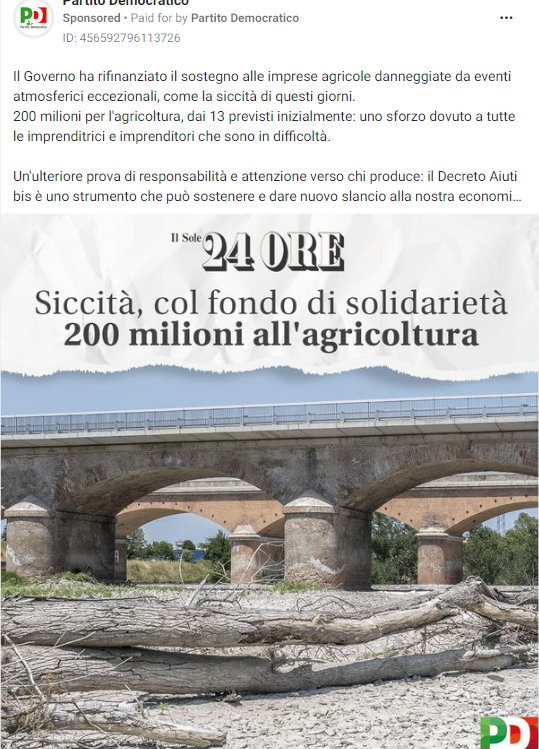 Partito Democratico
Sponsored • Paid for by Partito Democratico
ID: 456592796113726
Il Governo ha rifinanziato il sostegno alle imprese agricole danneggiate da eventi
atmosferici eccezionali, come la siccità di questi giorni.
200 milioni per l'agricoltura, dai 13 previsti inizialmente: uno sforzo dovuto a tutte
le imprenditrici e imprenditori che sono in difficoltà.
Un'ulteriore prova di responsabilità e attenzione verso chi produce: il Decreto Aiuti
bis è uno strumento che può sostenere e dare nuovo slancio alla nostra economi...
Il Sole 24 ORE
Siccità, col fondo di solidarietà
200 milioni all'agricoltura
PD